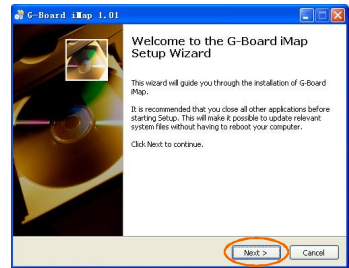 G-Board iMap 1.01
Welcome to the G-Board iMap
Setup Wizard
This wizard will guide you through the installation of G-Board
iMap.
It is recommended that you close all other applications before
starting Setup. This will make it possible to update relevant
system files without having to reboot your computer.
Click Next to continue.
Next >
Cancel